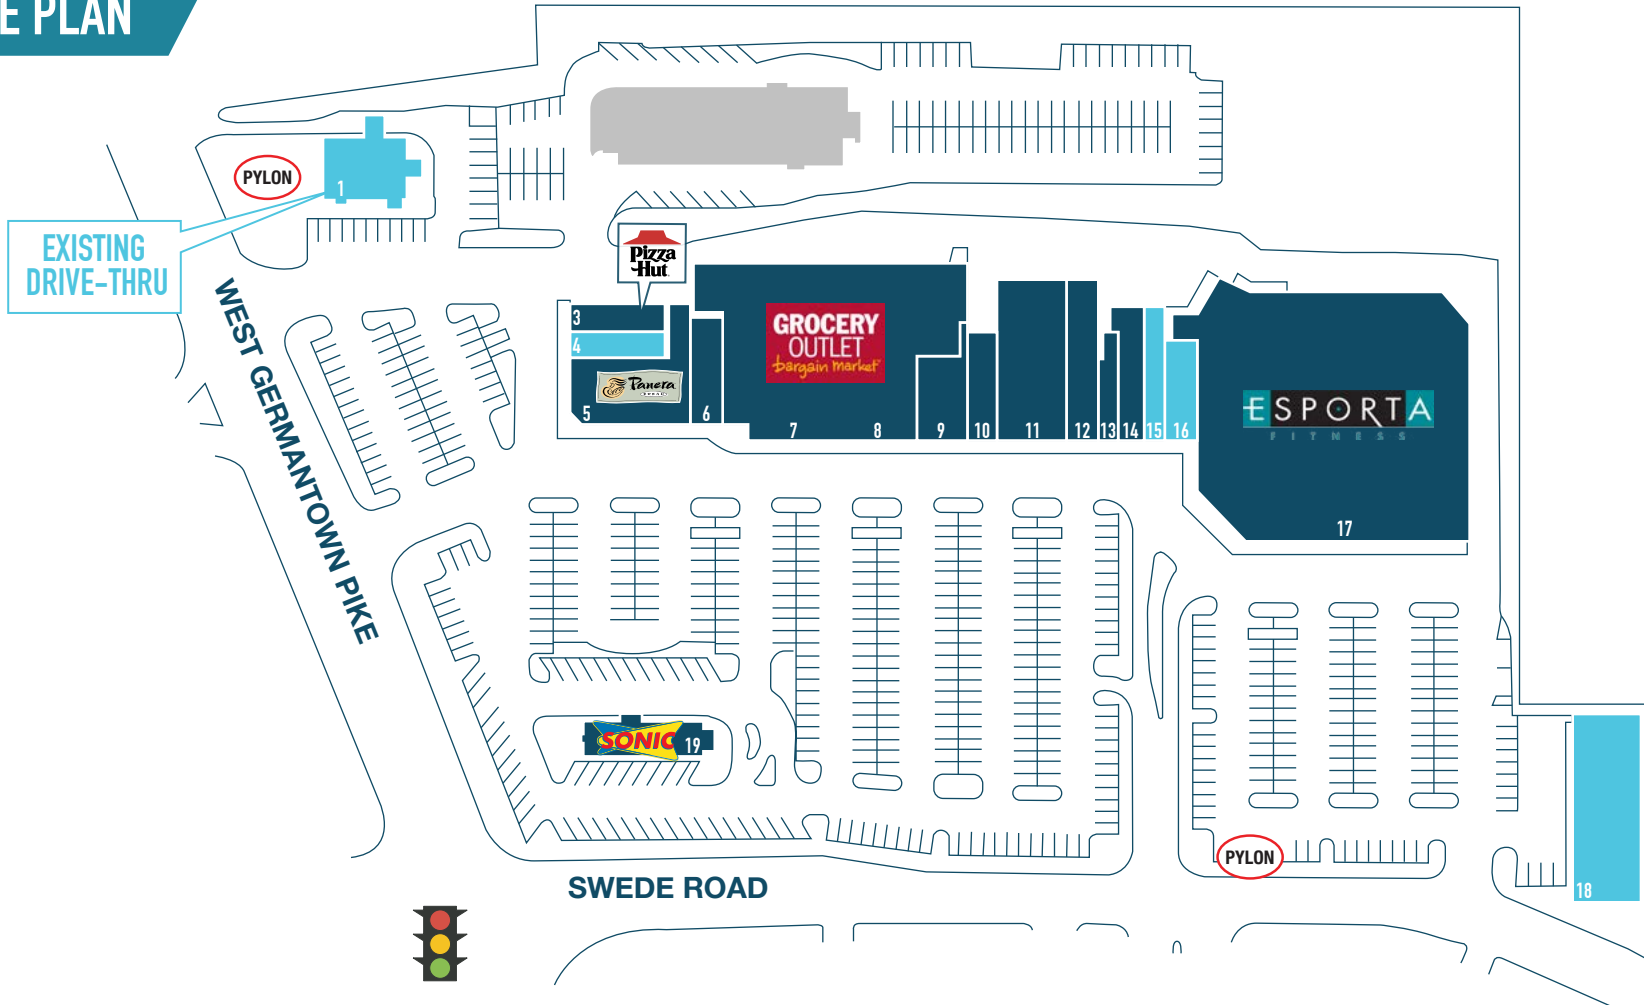 E PLAN
PYLON
1
EXISTING
DRIVE-THRU
WEST GERMANTOWN PIKE
Pizza
Hut
3
4
Panera
BREAD
5
6
GROCERY
OUTLET
bargain market
7
8
9
10
11
12
13
14
15
16
ESPORTA
FITNESS
17
SONIC
19
PYLON
18
SWEDE ROAD